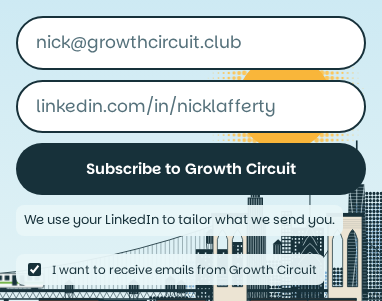 nick@growthcircuit.club
linkedin.com/in/nicklafferty
Subscribe to Growth Circuit
We use your LinkedIn to tailor what we send you.
I want to receive emails from Growth Circuit